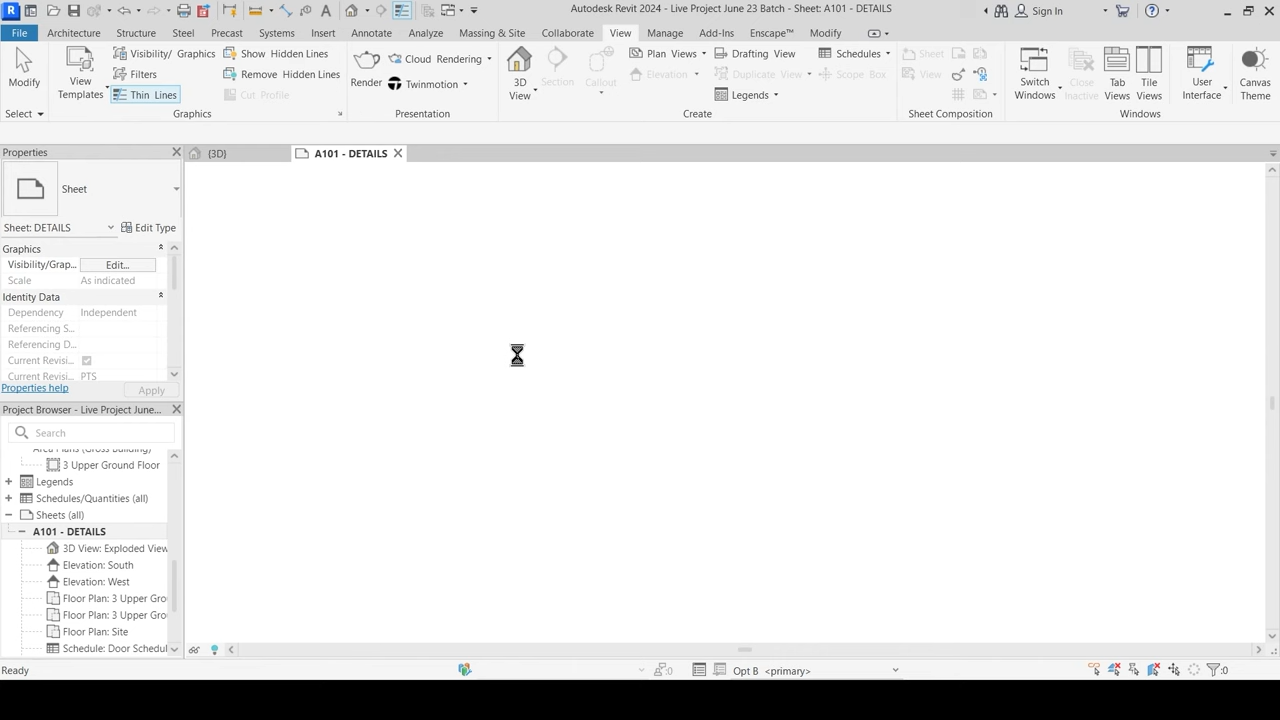 Autodesk Revit 2024 - Live Project June 23 Batch - Sheet: A101 - DETAILS
Sign In
File Architecture Structure Steel Precast Systems Insert Annotate Analyze Massing & Site Collaborate View Manage Add-Ins Enscape™ Modify
Modify
View Templates
Visibility/ Graphics
Filters
Thin Lines
Show Hidden Lines
Remove Hidden Lines
Cut Profile
Render
Cloud Rendering
Twinmotion
3D View
Section
Callout
Plan Views
Elevation
Drafting View
Duplicate View
Legends
Schedules
Scope Box
Sheet
View
Switch Windows
Close Inactive
Tab Views
Tile Views
User Interface
Canvas Theme
Select Graphics Presentation Create Sheet Composition Windows
Properties
{3D}
A101 - DETAILS
Sheet
Sheet: DETAILS
Edit Type
Graphics
Visibility/Grap... Edit...
Scale As indicated
Identity Data
Dependency Independent
Referencing S...
Referencing D...
Current Revisi...
Current Revisi... PTS
Properties help
Apply
Project Browser - Live Project June...
Search
Area Plans (Gross Building)
3 Upper Ground Floor
Legends
Schedules/Quantities (all)
Sheets (all)
A101 - DETAILS
3D View: Exploded View
Elevation: South
Elevation: West
Floor Plan: 3 Upper Gro
Floor Plan: 3 Upper Gro
Floor Plan: Site
Schedule: Door Schedul
Ready
:0
Opt B <primary>
:0